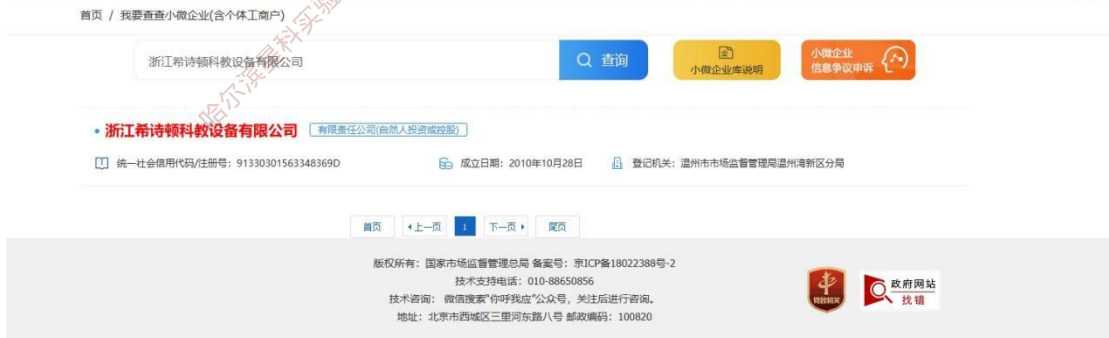 首页 / 我要查查小微企业(含个体工商户)
浙江希诗顿科教设备有限公司
查询
小微企业库说明
小微企业
信息争议申诉
哈尔滨星科实验
浙江希诗顿科教设备有限公司 有限责任公司(自然人投资或控股)
统一社会信用代码/注册号：91330301563348369D 成立日期：2010年10月28日 登记机关：温州市市场监督管理局温州湾新区分局
首页 上一页 1 下一页 尾页
版权所有：国家市场监督管理总局 备案号：京ICP备18022388号-2
技术支持电话：010-88650856
技术咨询： 微信搜索"你呼我应"公众号，关注后进行咨询。
地址：北京市西城区三里河东路八号 邮政编码：100820
党政机关
政府网站
找错